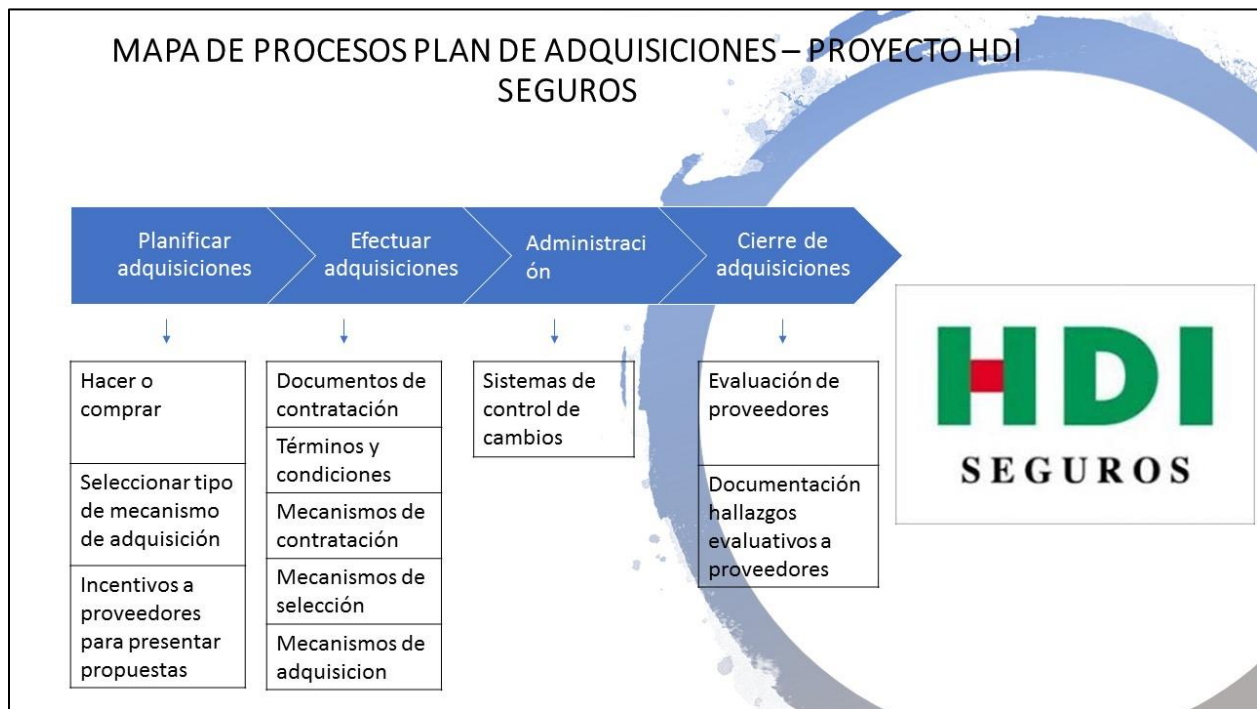 MAPA DE PROCESOS PLAN DE ADQUISICIONES – PROYECTO HDI
SEGUROS
Planificar
adquisiciones
Efectuar
adquisiciones
Administraci
ón
Cierre de
adquisiciones
Hacer o
comprar
Seleccionar tipo
de mecanismo
de adquisición
Incentivos a
proveedores
para presentar
propuestas
Documentos de
contratación
Términos y
condiciones
Mecanismos de
contratación
Mecanismos de
selección
Mecanismos de
adquisicion
Sistemas de
control de
cambios
Evaluación de
proveedores
Documentación
hallazgos
evaluativos a
proveedores
HDI
SEGUROS